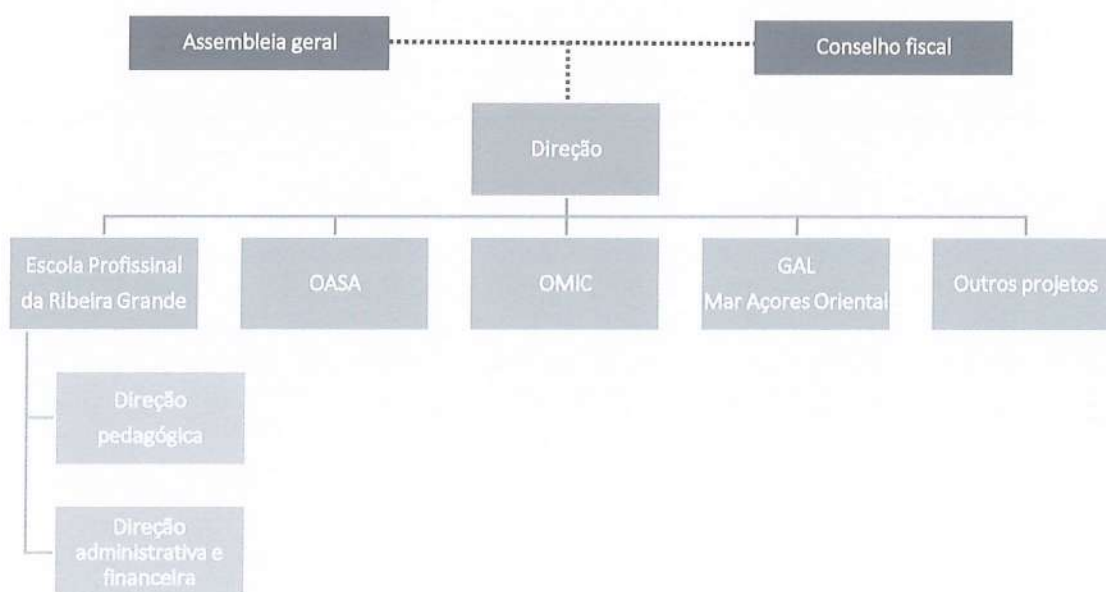 Assembleia geral
Conselho fiscal
Direção
Escola Profissinal
da Ribeira Grande
OASA
OMIC
GAL
Mar Açores Oriental
Outros projetos
Direção
pedagógica
Direção
administrativa e
financeira